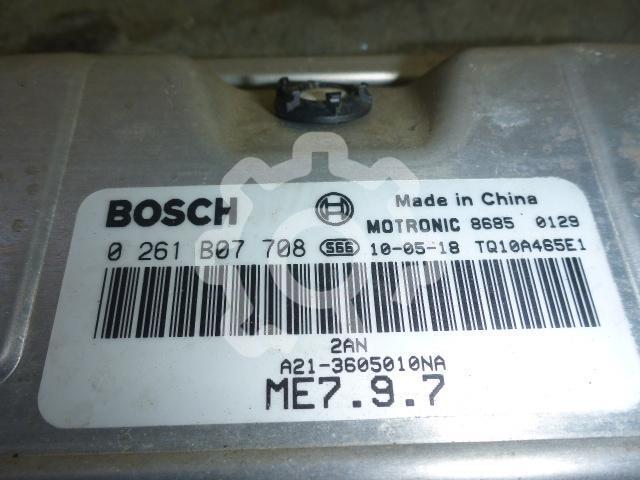 BOSCH Made in China
MOTRONIC 8685 0129
0 261 B07 708 S66 10-05-18 TQ10A465E1
2AN
A21-3605010NA
ME7.9.7